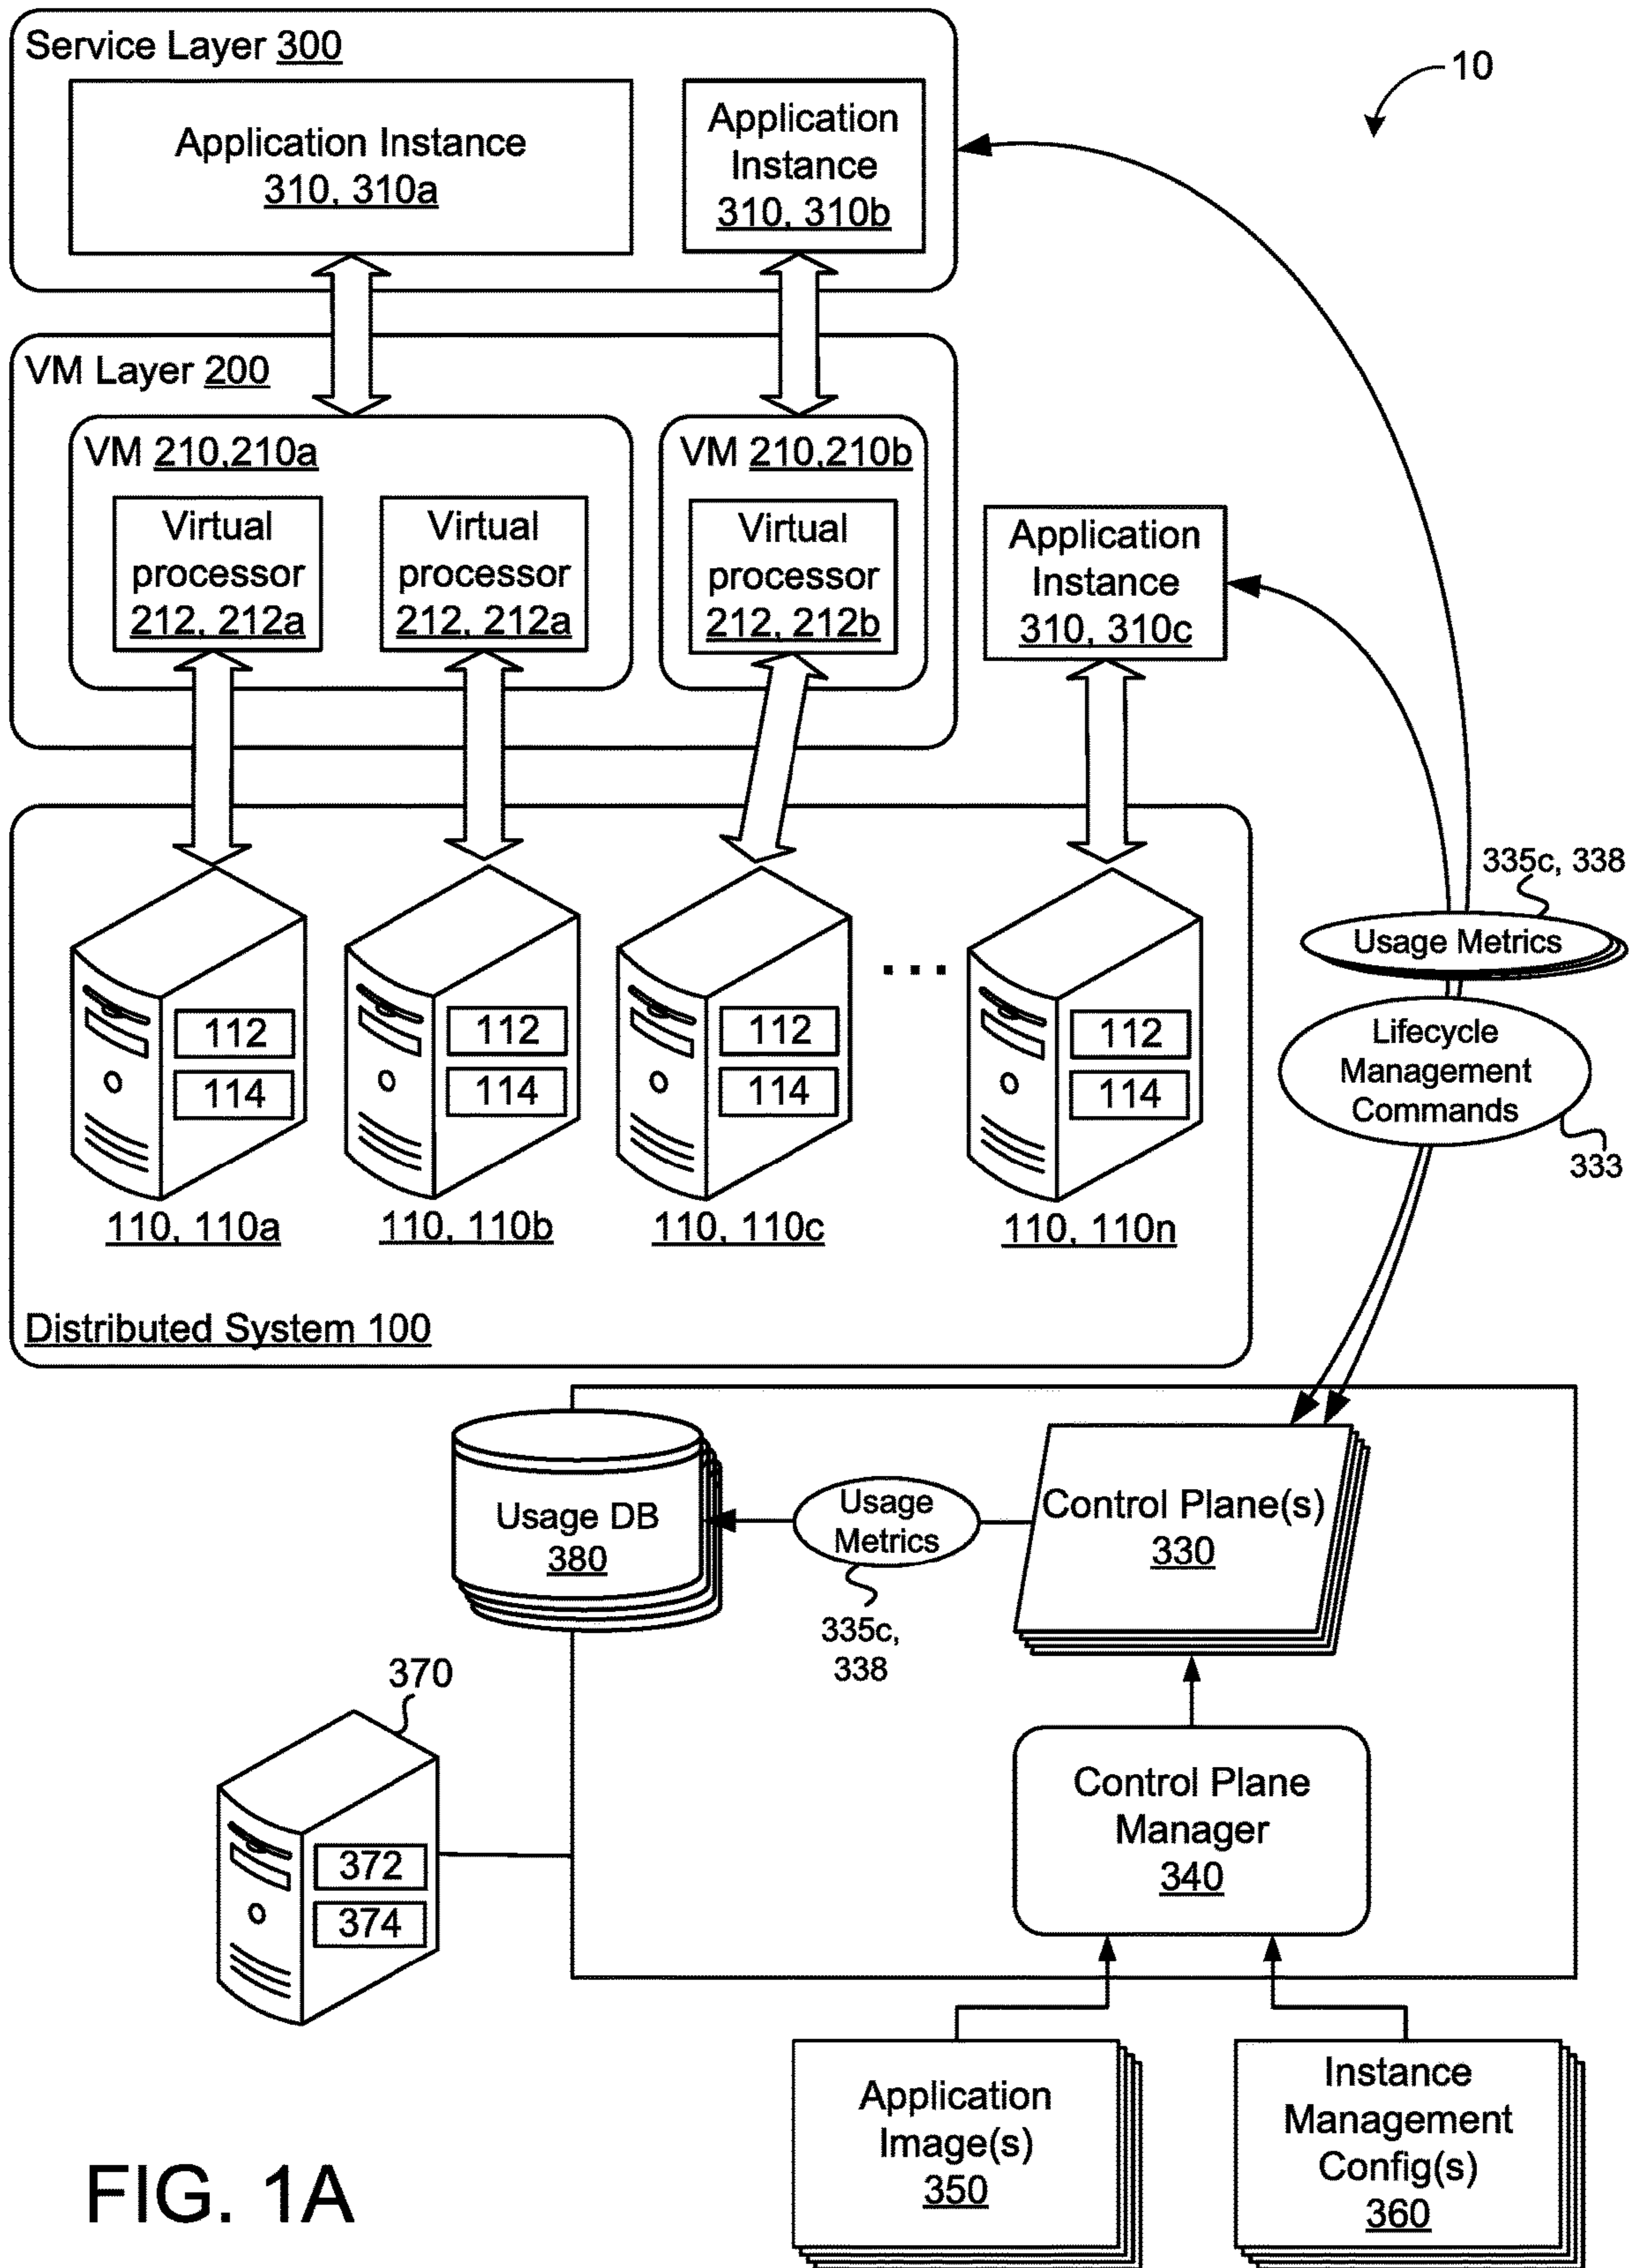 Service Layer 300
Application Instance
310, 310a
Application
Instance
310, 310b
10
VM Layer 200
VM 210,210a
Virtual
processor
212, 212a
Virtual
processor
212, 212a
VM 210,210b
Virtual
processor
212, 212b
Application
Instance
310, 310c
335c, 338
Usage Metrics
Lifecycle
Management
Commands
333
112
114
112
114
112
114
...
112
114
110, 110a
110, 110b
110, 110c
110, 110n
Distributed System 100
Usage DB
380
Usage
Metrics
335c,
338
Control Plane(s)
330
370
372
374
Control Plane
Manager
340
Application
Image(s)
350
Instance
Management
Config(s)
360
FIG. 1A